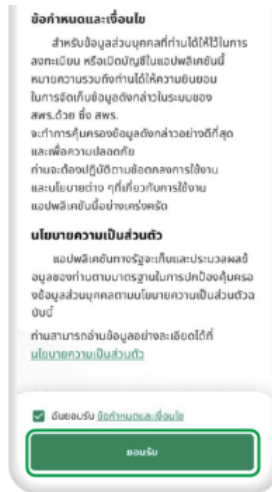 ข้อกำหนดและเงื่อนไข
สำหรับข้อมูลส่วนบุคคลที่ท่านได้ให้ไว้ในการ
ลงทะเบียน หรือเปิดบัญชีในแอปพลิเคชันนี้
หมายความรวมถึงท่านได้ให้ความยินยอม
ในการจัดเก็บข้อมูลดังกล่าวในระบบของ
สพร.ด้วย ซึ่ง สพร.
จะทำการคุ้มครองข้อมูลดังกล่าวอย่างดีที่สุด
และเพื่อความปลอดภัย
ท่านจะต้องปฏิบัติตามข้อตกลงการใช้งาน
และนโยบายต่าง ๆที่เกี่ยวกับการใช้งาน
แอปพลิเคชันนี้อย่างเคร่งครัด
นโยบายความเป็นส่วนตัว
แอปพลิเคชันทางรัฐจะเก็บและประมวลผลข้
อมูลของท่านตามมาตรฐานในการปกป้องคุ้มครอ
งข้อมูลส่วนบุคคลตามนโยบายความเป็นส่วนตัวฉ
บับนี้
ท่านสามารถอ่านข้อมูลอย่างละเอียดได้ที่
นโยบายความเป็นส่วนตัว
ฉันยอมรับ ข้อกำหนดและเงื่อนไข
ยอมรับ